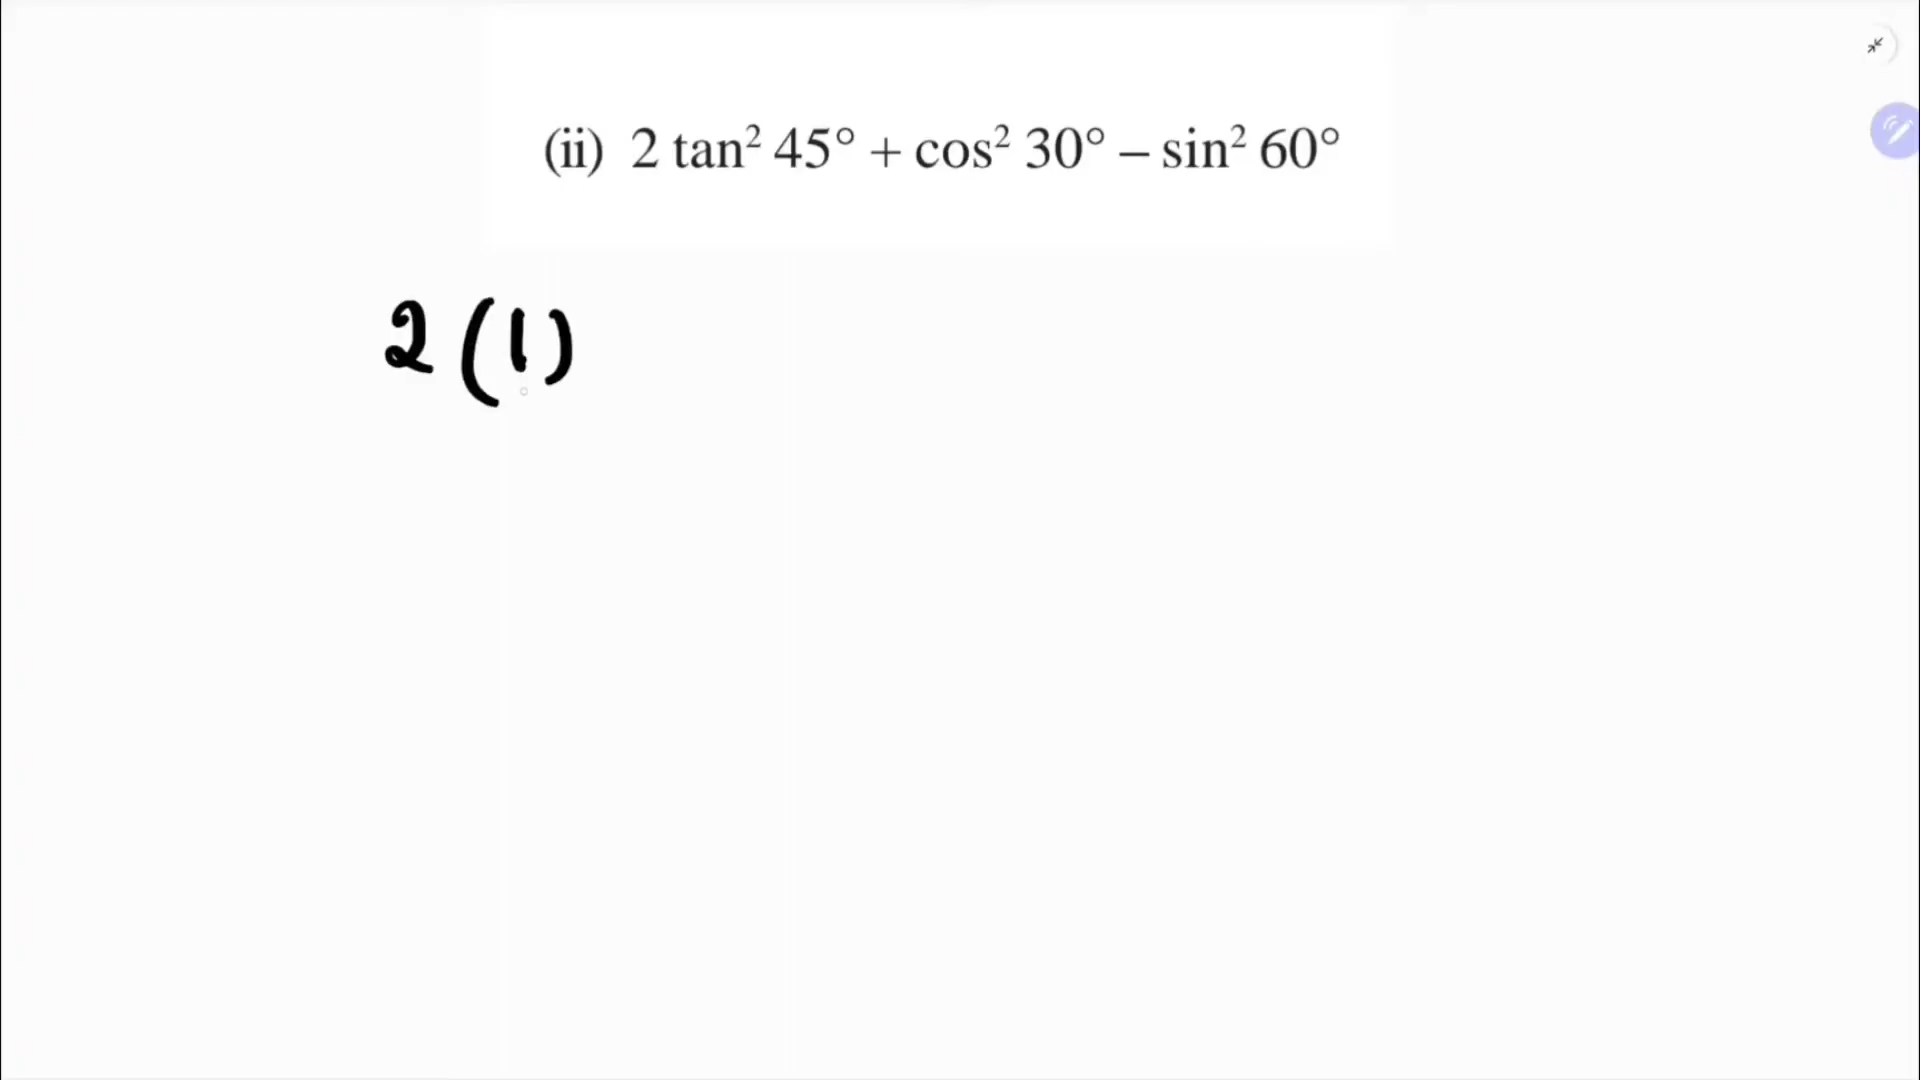 (ii) 2 tan² 45° + cos² 30° – sin² 60°
2 (1)